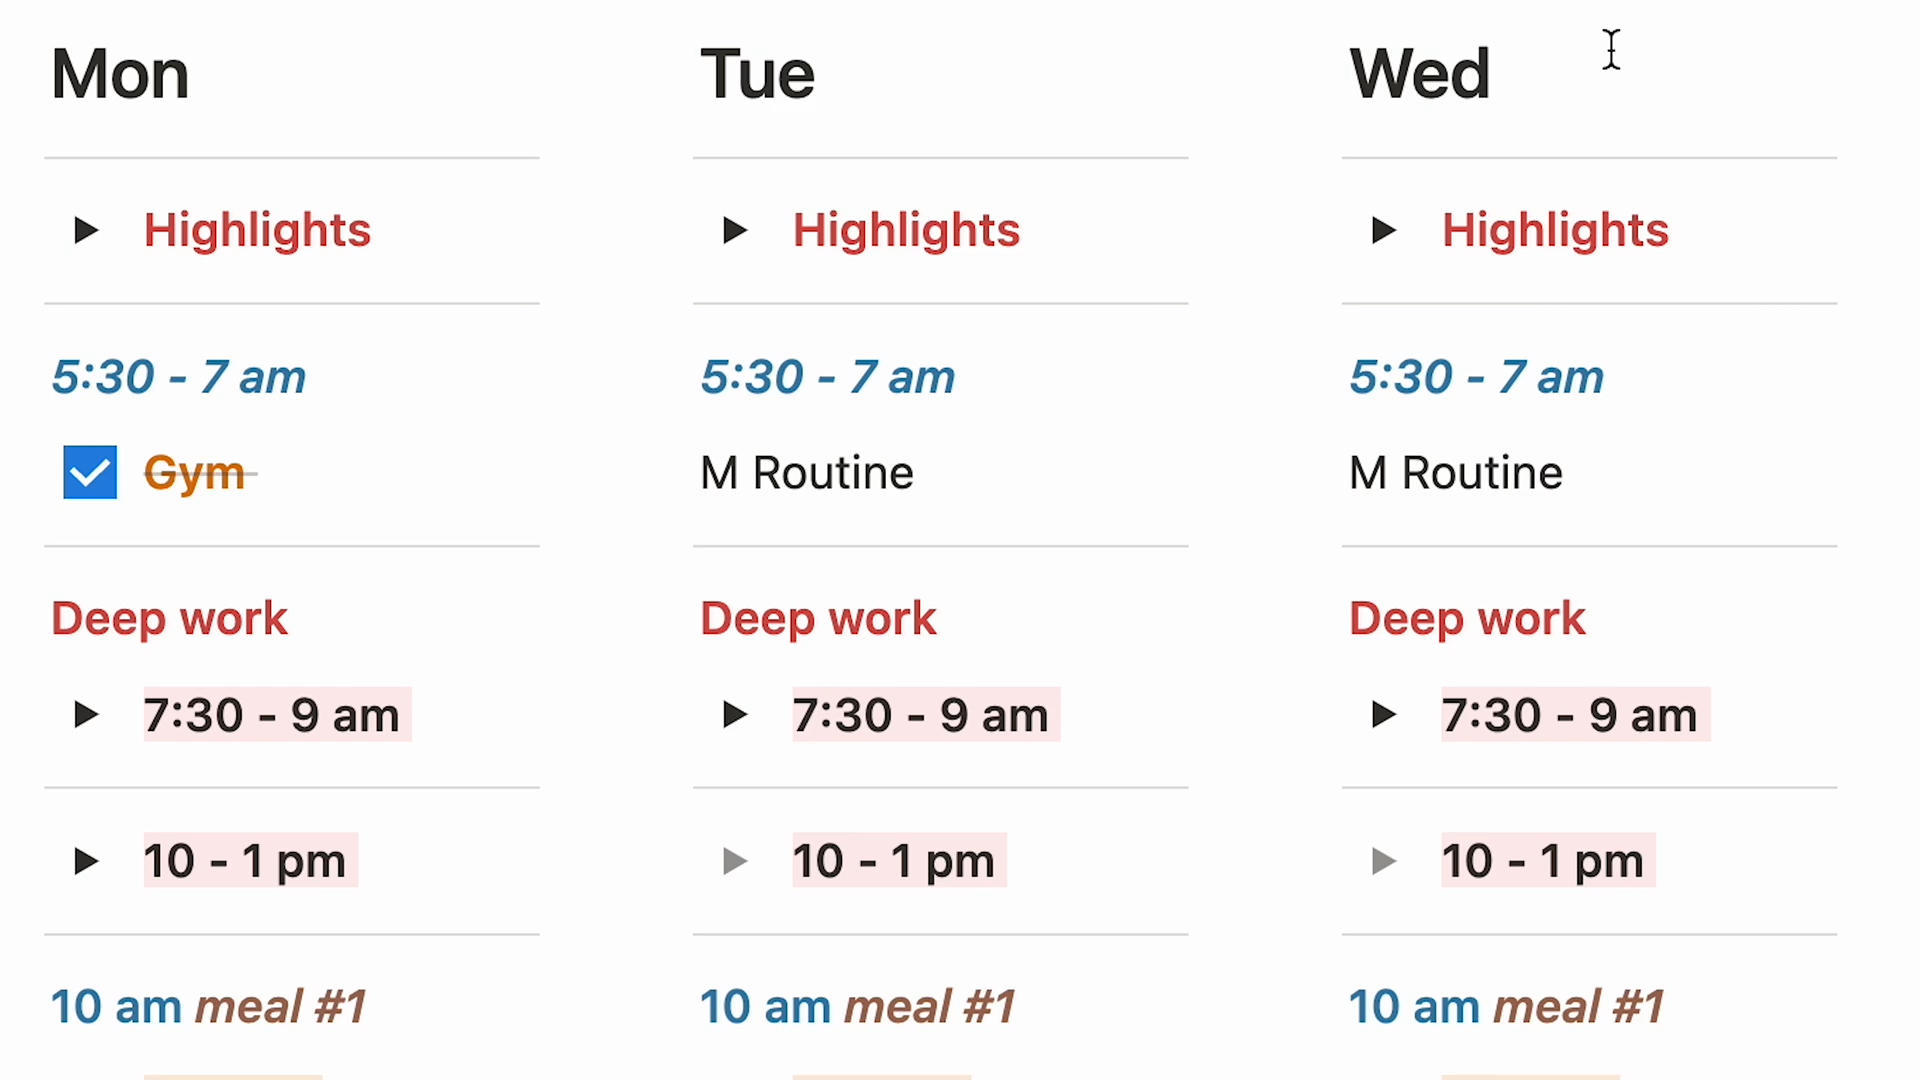 Mon
Highlights
5:30 - 7 am
Gym
Deep work
7:30 - 9 am
10 - 1 pm
10 am meal #1
Tue
Highlights
5:30 - 7 am
M Routine
Deep work
7:30 - 9 am
10 - 1 pm
10 am meal #1
Wed
Highlights
5:30 - 7 am
M Routine
Deep work
7:30 - 9 am
10 - 1 pm
10 am meal #1